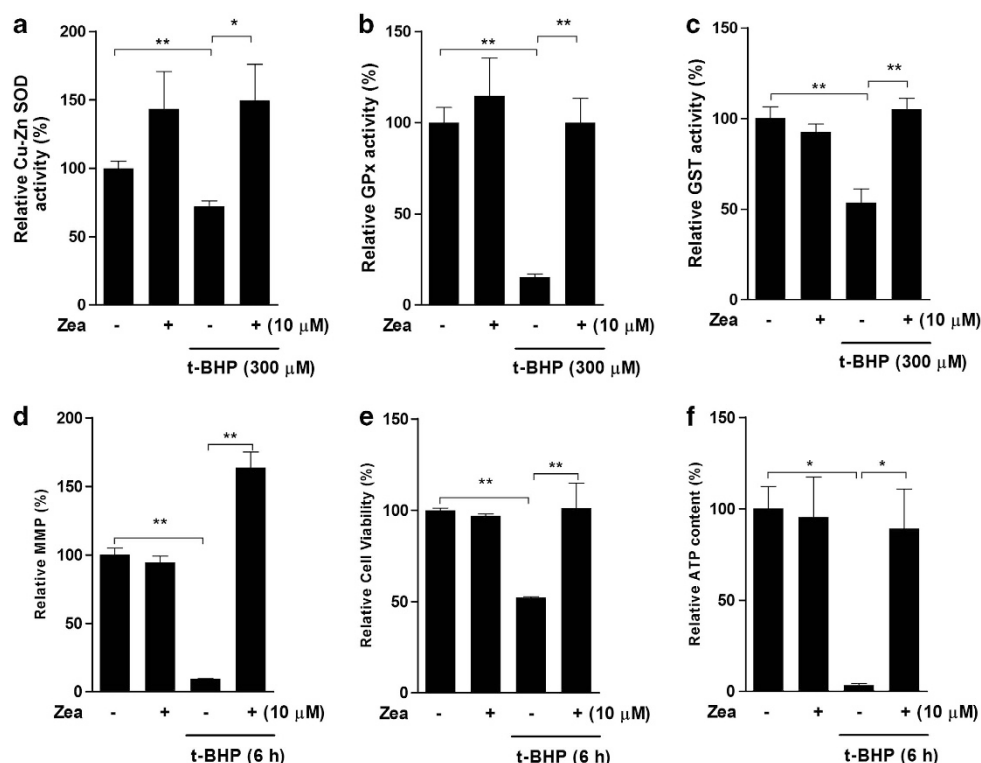 a
Relative Cu-Zn SOD
activity (%)
200
150
100
50
0
**
*
Zea - + - + (10 μM)
t-BHP (300 μM)
b
Relative GPx activity (%)
150
100
50
0
**
**
- + - + (10 μM)
t-BHP (300 μM)
c
Relative GST activity (%)
150
100
50
0
**
**
Zea - + - + (10 μM)
t-BHP (300 μM)
d
Relative MMP (%)
200
150
100
50
0
**
**
Zea - + - + (10 μM)
t-BHP (6 h)
e
Relative Cell Viability (%)
150
100
50
0
**
**
Zea - + - + (10 μM)
t-BHP (6 h)
f
Relative ATP content (%)
150
100
50
0
*
*
Zea - + - + (10 μM)
t-BHP (6 h)